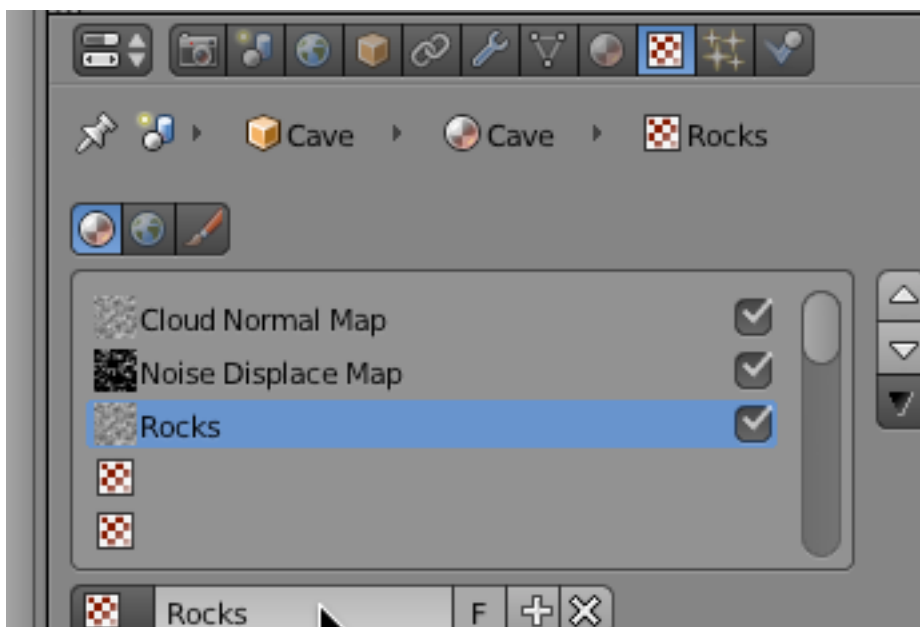 Cave Cave Rocks
Cloud Normal Map
Noise Displace Map
Rocks
Rocks F